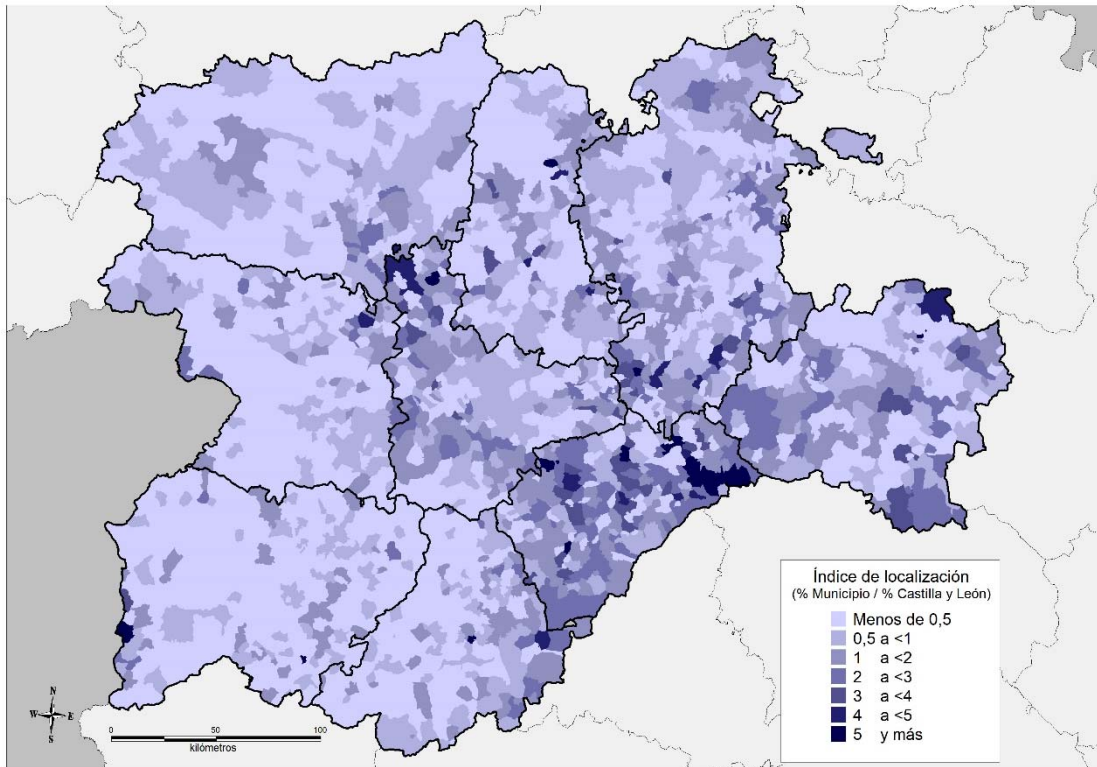 Índice de localización
(% Municipio / % Castilla y León)
Menos de 0,5
0,5 a <1
1 a <2
2 a <3
3 a <4
4 a <5
5 y más
N
W E
S
0 50 100
kilómetros